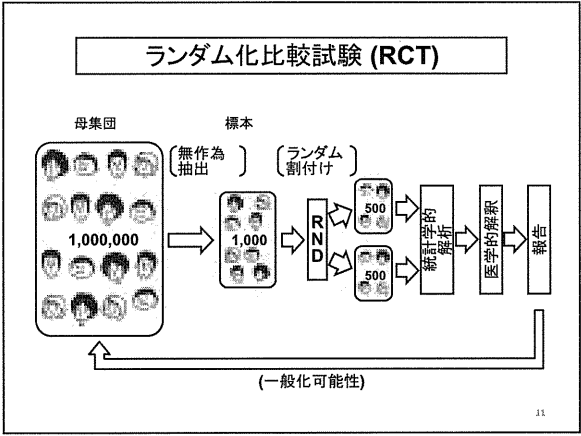 ランダム化比較試験 (RCT)
母集団
無作為
抽出
標本
ランダム
割付け
1,000,000
1,000
RND
500
500
統計学的
解析
医学的解釈
報告
(一般化可能性)
11